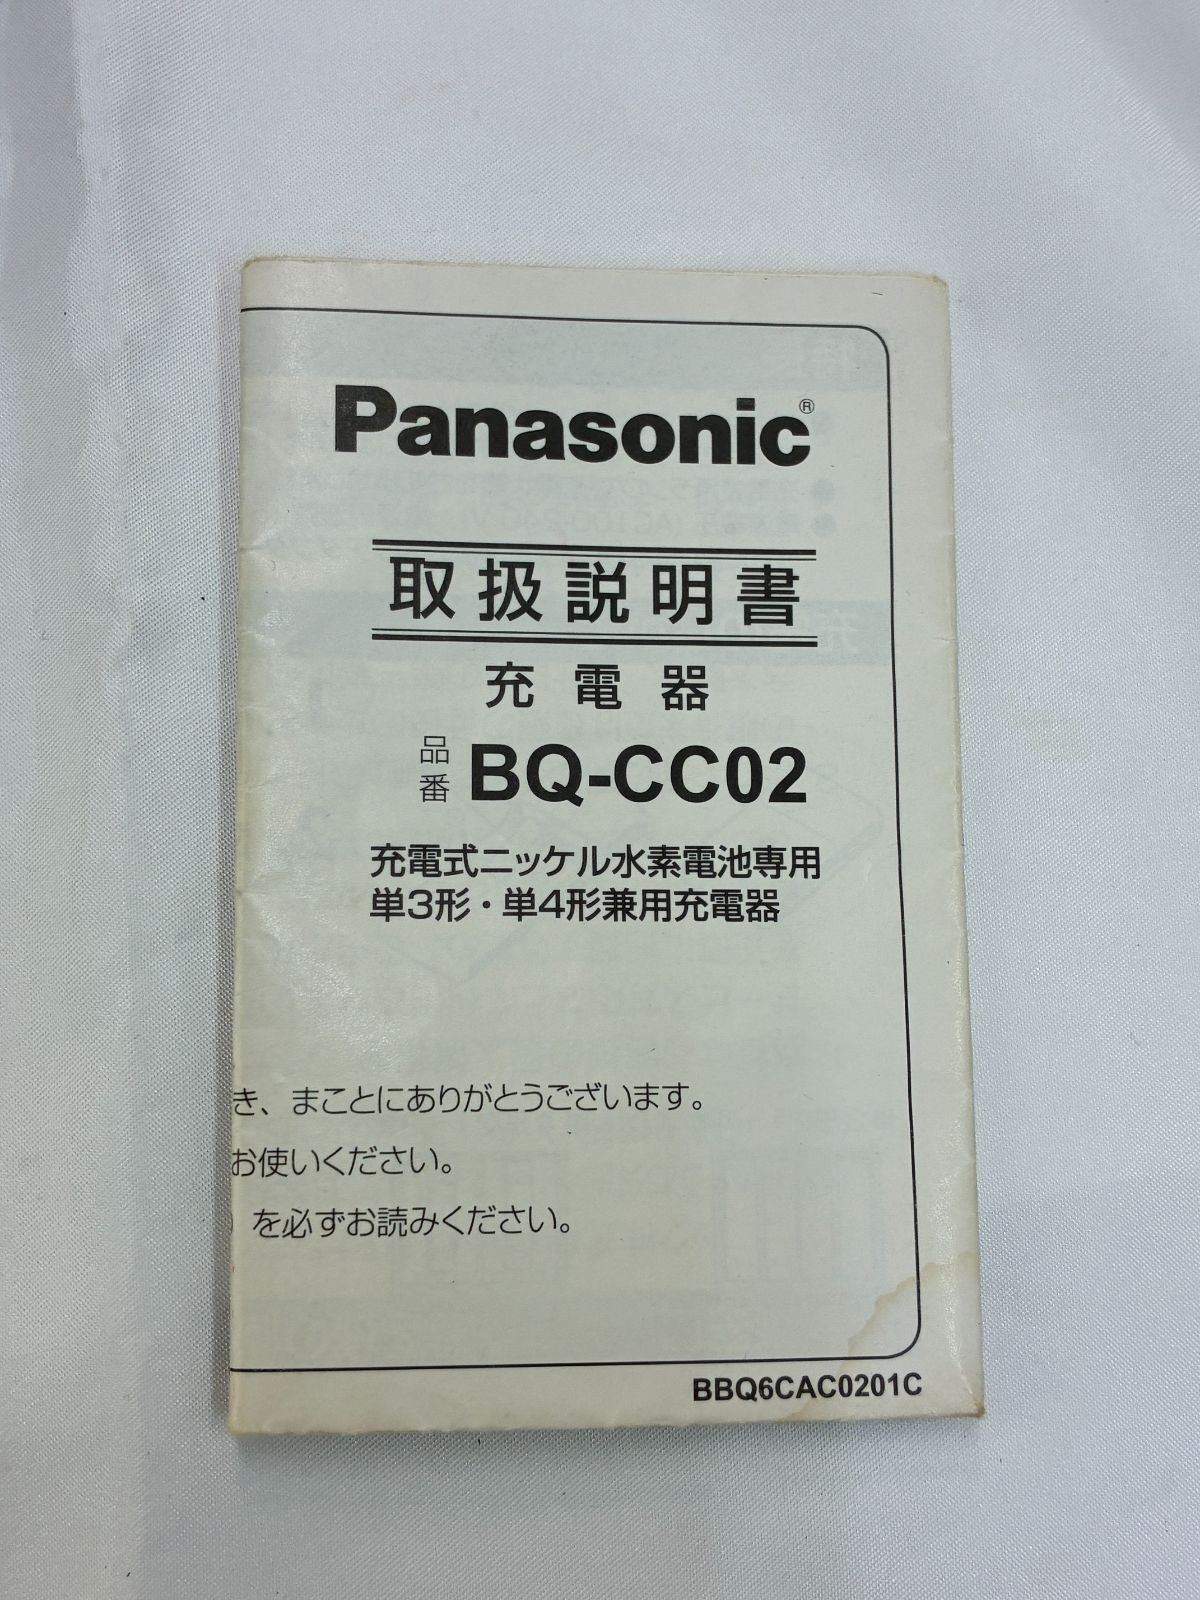 Panasonic®
取扱説明書
充電器
品番 BQ-CC02
充電式ニッケル水素電池専用
単3形・単4形兼用充電器
き、まことにありがとうございます。
お使いください。
）を必ずお読みください。
BBQ6CAC0201C